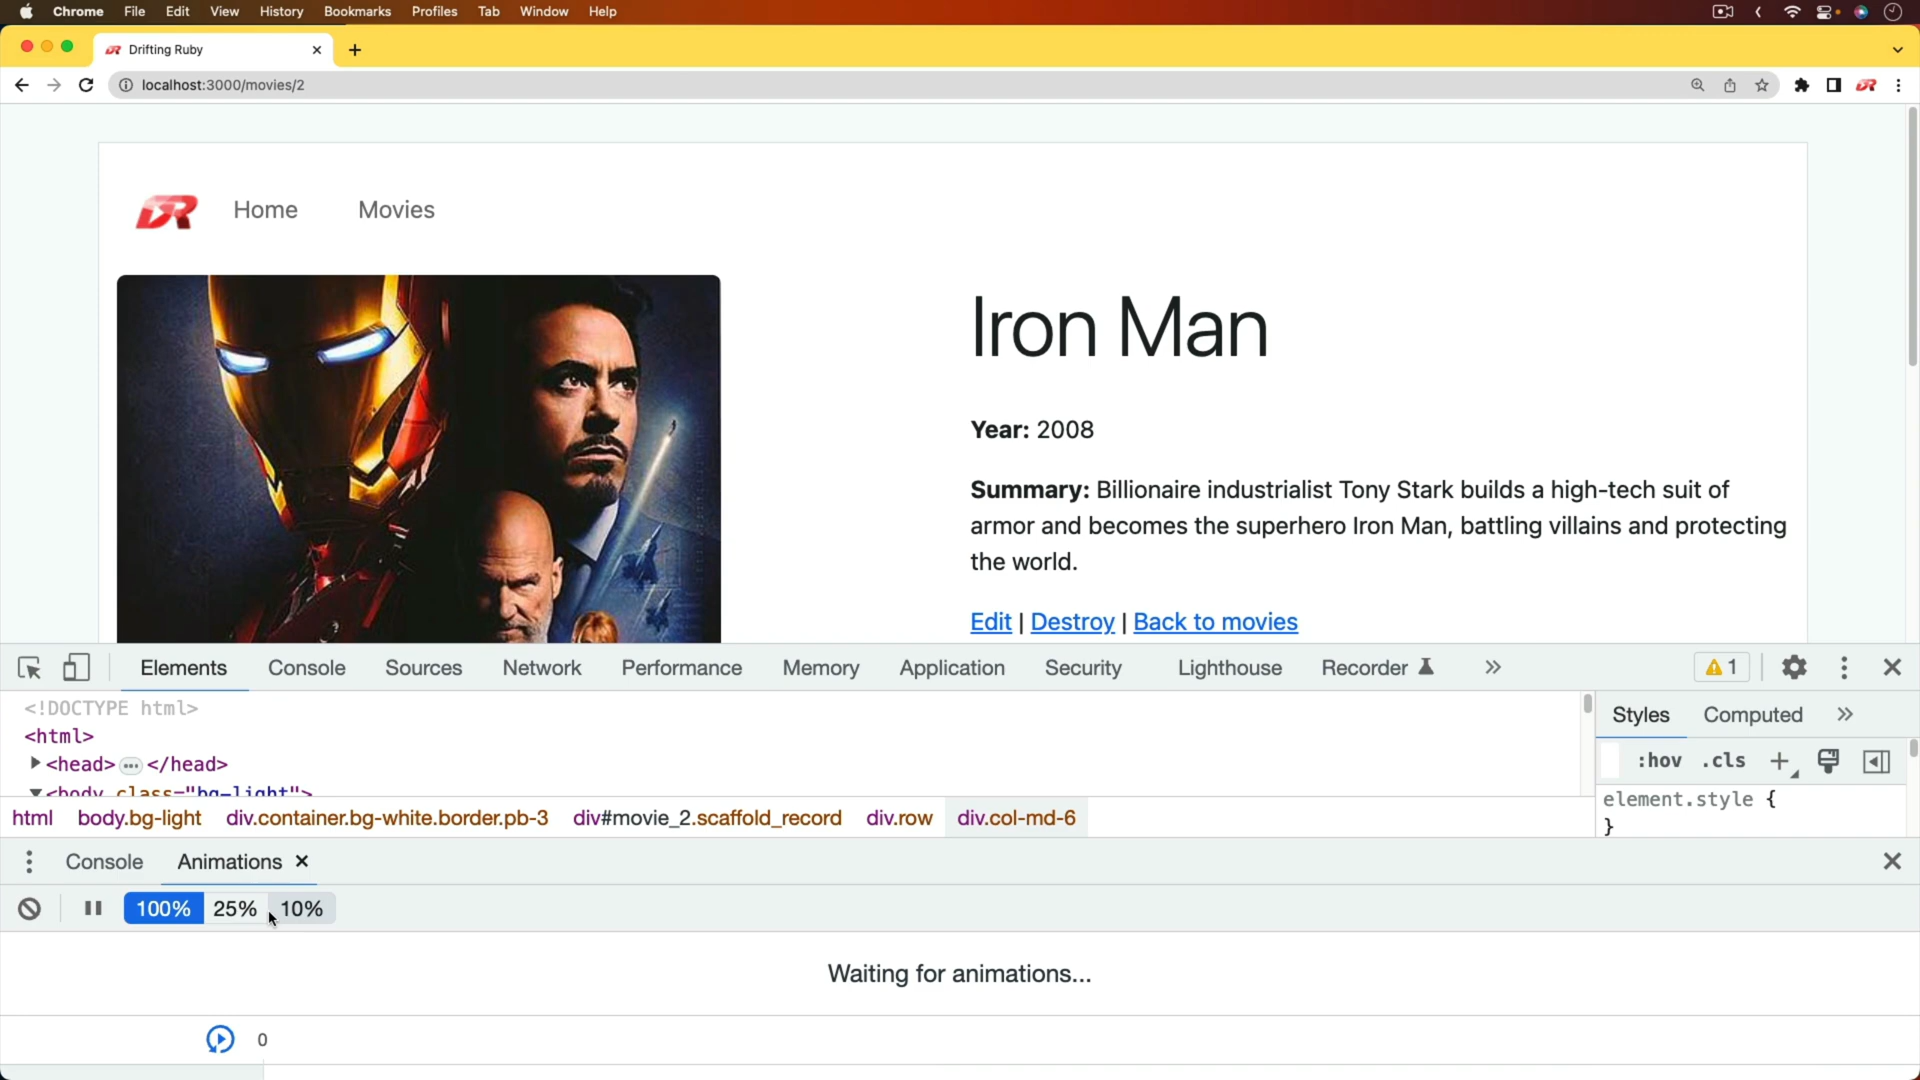 Chrome File Edit View History Bookmarks Profiles Tab Window Help
Drifting Ruby
localhost:3000/movies/2
DR Home Movies
Iron Man
Year: 2008
Summary: Billionaire industrialist Tony Stark builds a high-tech suit of
armor and becomes the superhero Iron Man, battling villains and protecting
the world.
Edit | Destroy | Back to movies
Elements Console Sources Network Performance Memory Application Security Lighthouse Recorder 1
<!DOCTYPE html>
<html>
<head> </head>
<body class="bg-light">
Styles Computed
:hov .cls
element.style {
}
html body.bg-light div.container.bg-white.border.pb-3 div#movie_2.scaffold_record div.row div.col-md-6
Console Animations
100% 25% 10%
Waiting for animations...
0